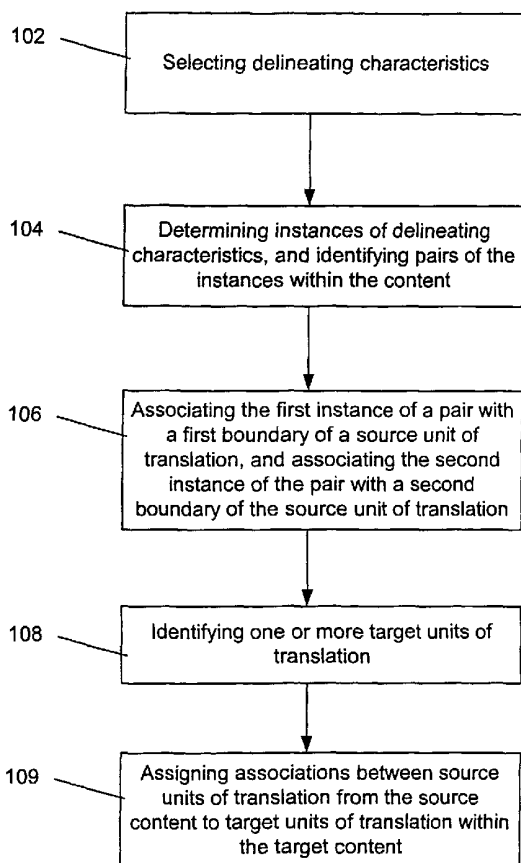 102
Selecting delineating characteristics
104
Determining instances of delineating
characteristics, and identifying pairs of the
instances within the content
106
Associating the first instance of a pair with
a first boundary of a source unit of
translation, and associating the second
instance of the pair with a second
boundary of the source unit of translation
108
Identifying one or more target units of
translation
109
Assigning associations between source
units of translation from the source
content to target units of translation within
the target content